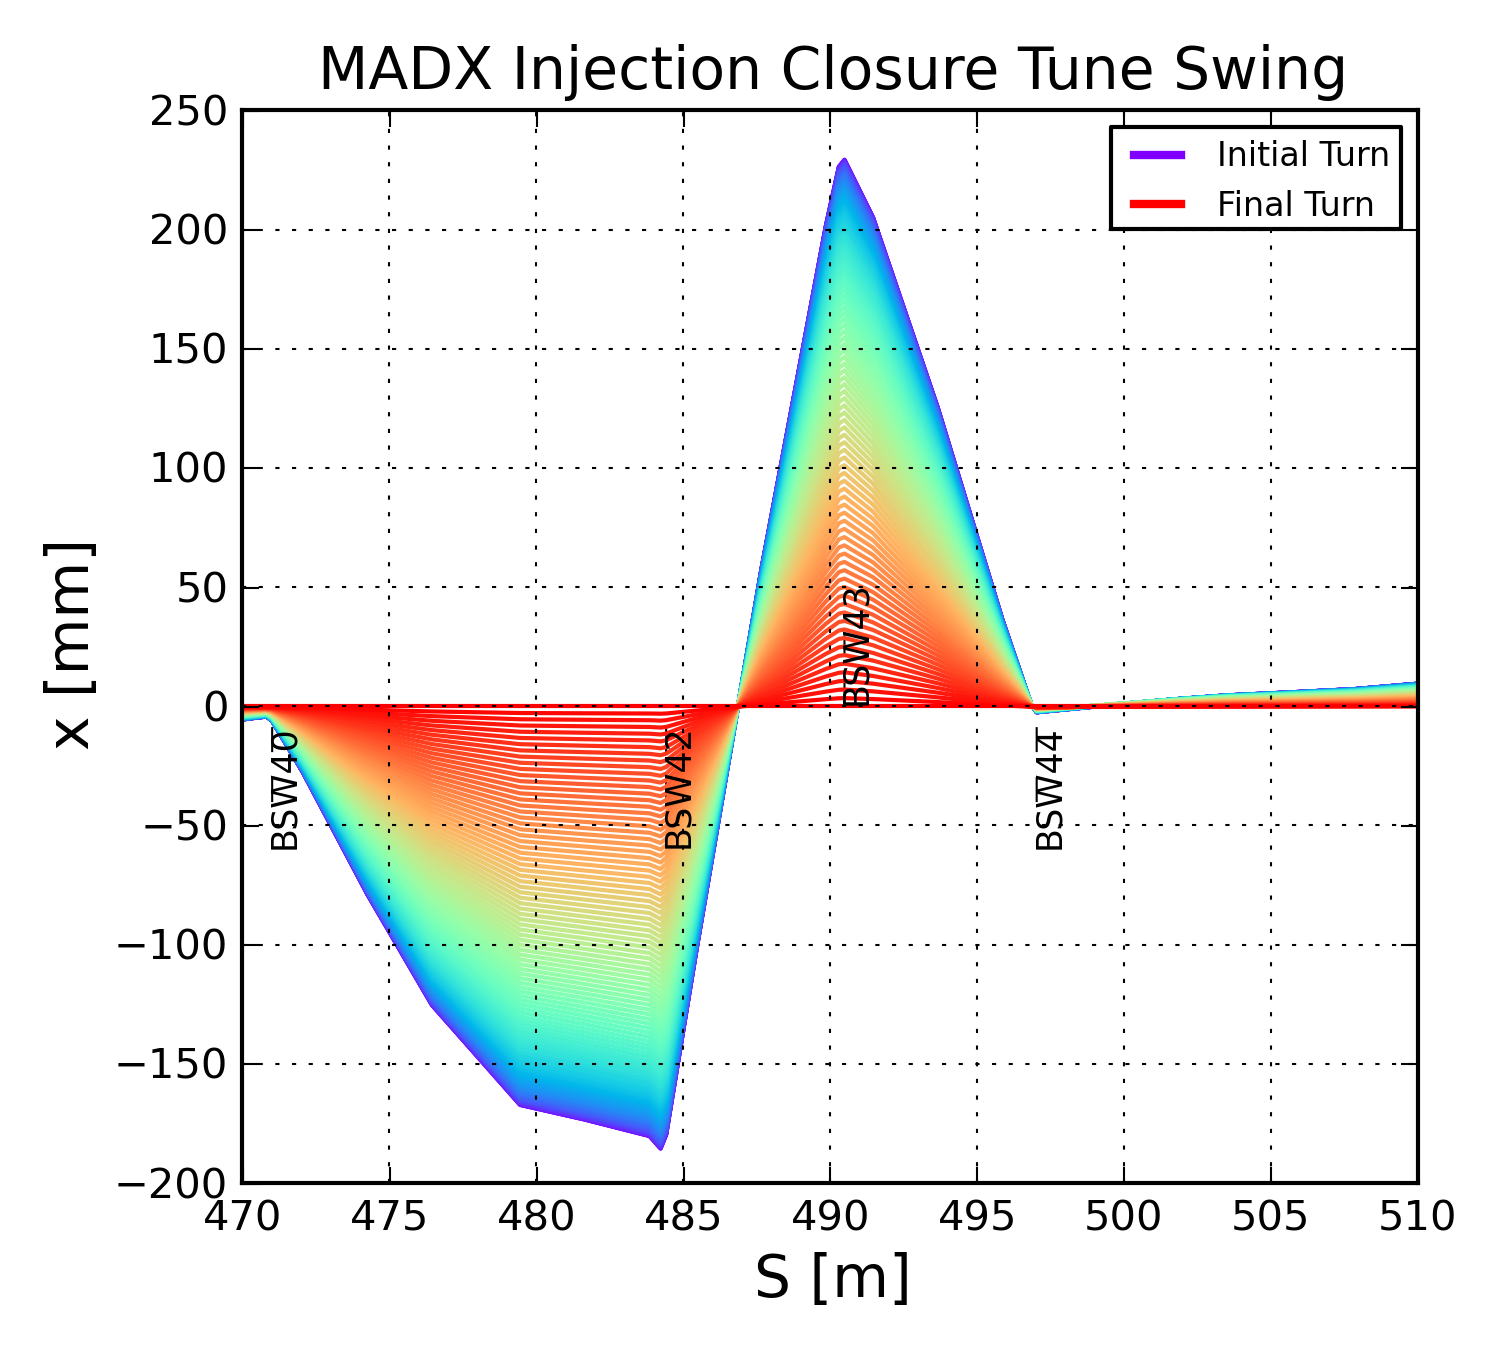 MADX Injection Closure Tune Swing
250
200
150
100
50
0
−50
−100
−150
−200
x [mm]
Initial Turn
Final Turn
BSW40
BSW42
BSW43
BSW44
470 475 480 485 490 495 500 505 510
S [m]